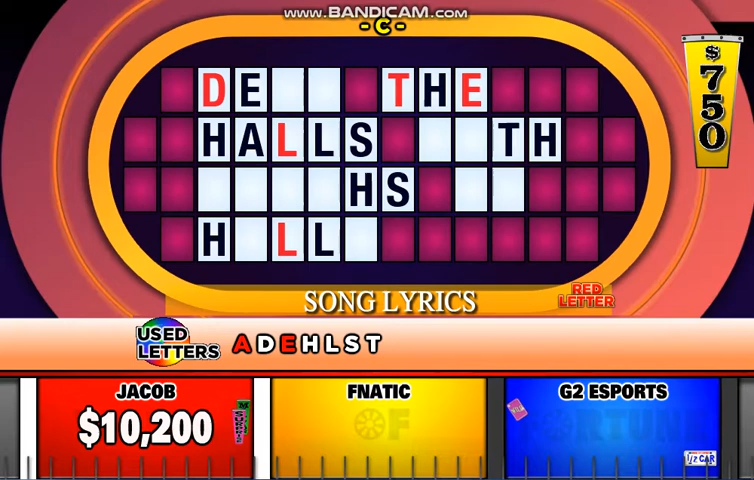 www.BANDICAM.com
- C -
$750
DE THE
HALLS TH
HS
H LL
SONG LYRICS
RED LETTER
USED LETTERS ADEHLST
JACOB FNATIC G2 ESPORTS
$10,200
1/2 CAR